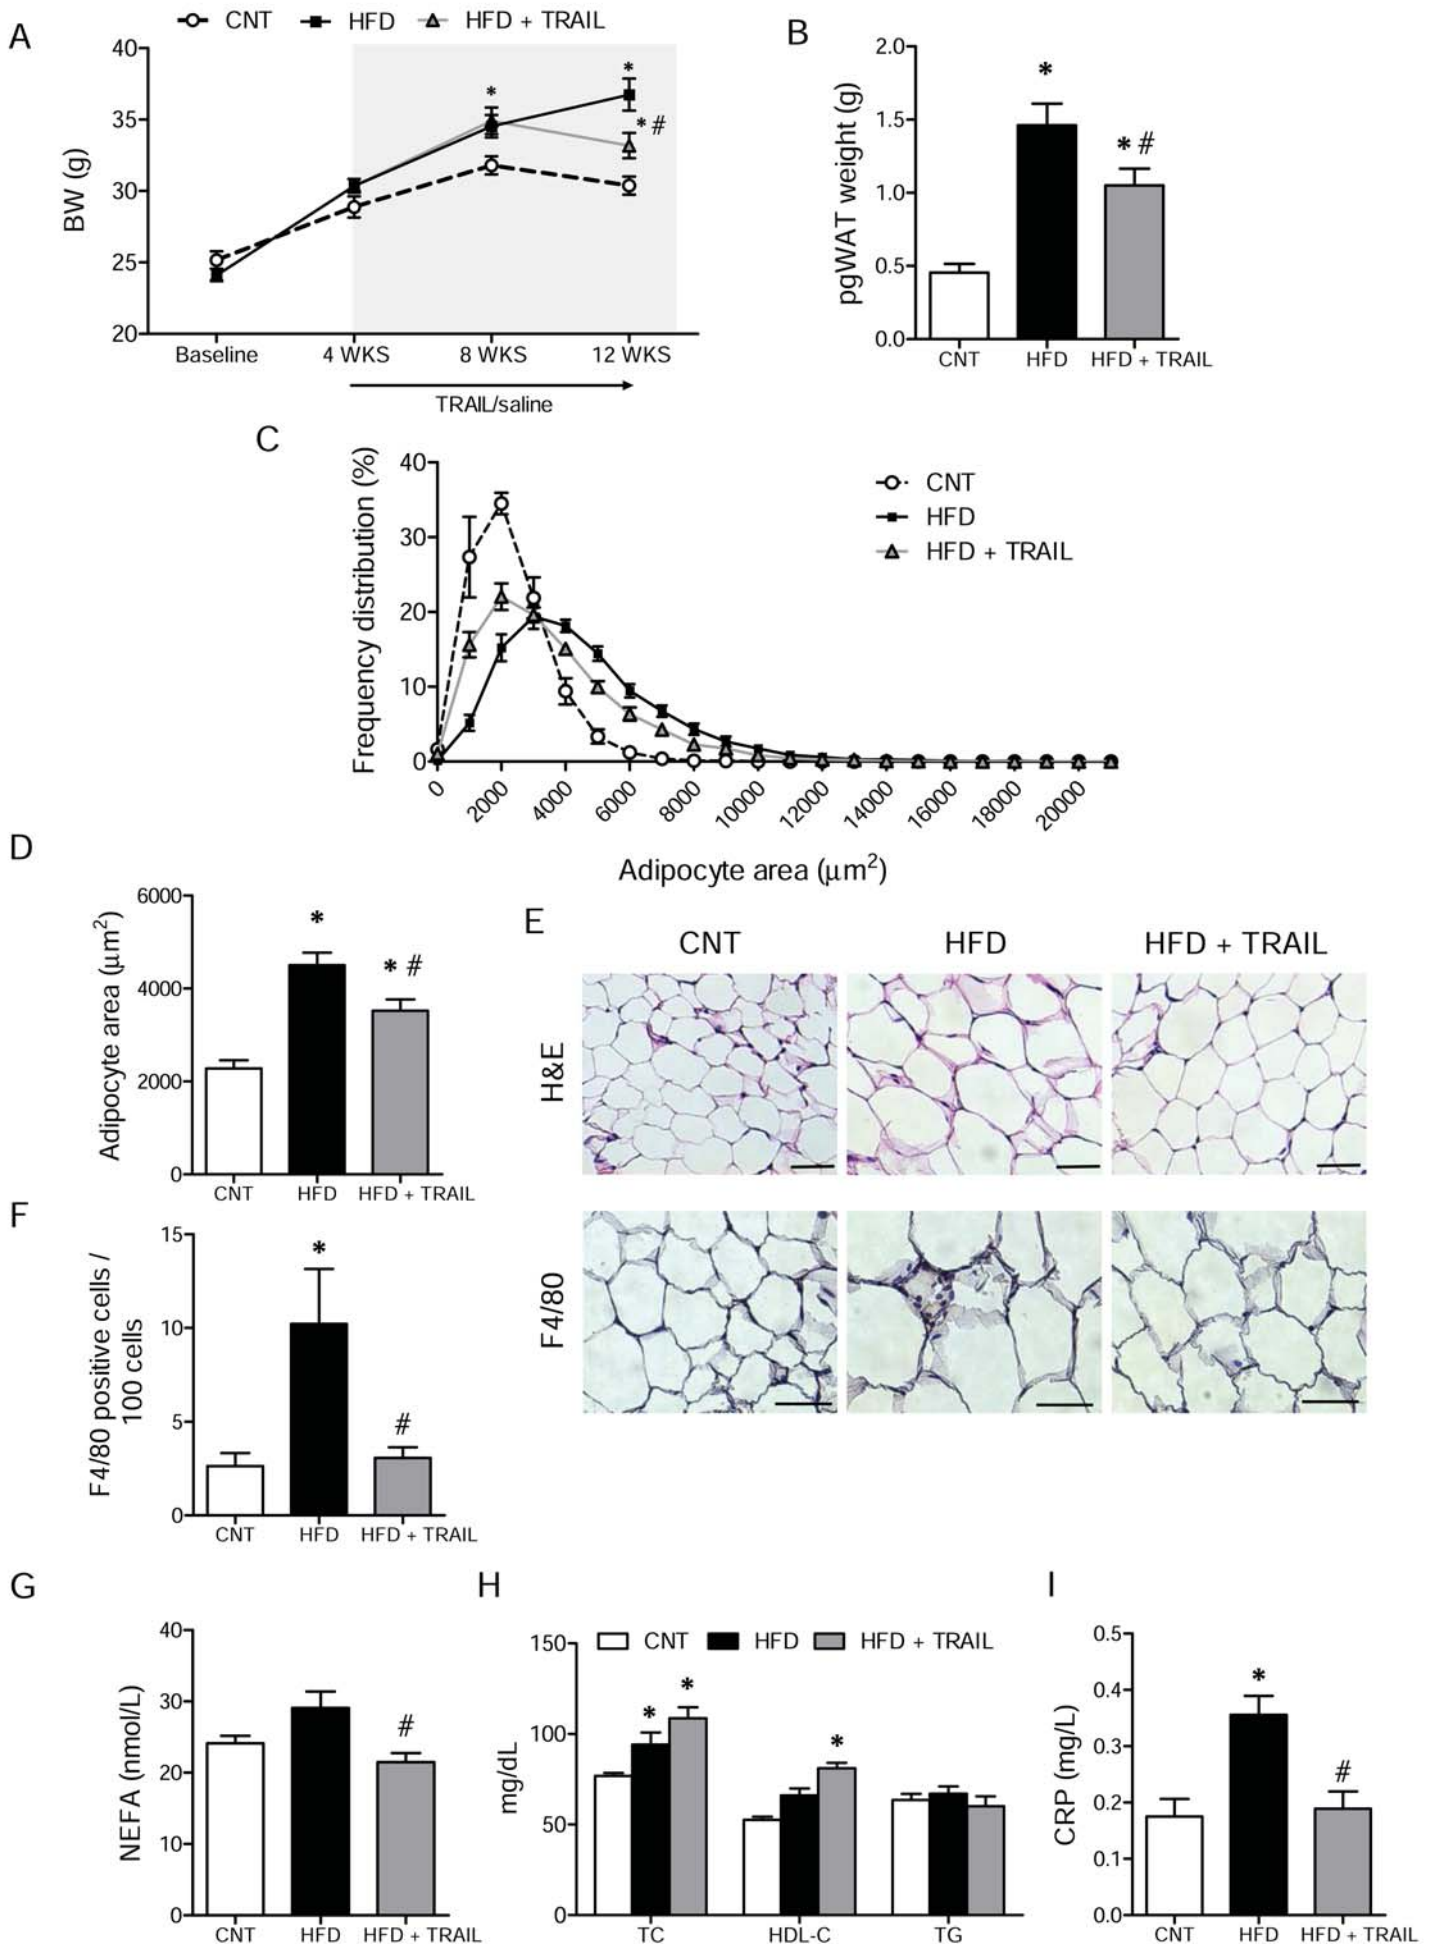 A
CNT HFD HFD + TRAIL
BW (g)
40
35
30
25
20
*
*
* #
Baseline 4 WKS 8 WKS 12 WKS
TRAIL/saline
B
pgWAT weight (g)
2.0
1.5
1.0
0.5
0.0
*
* #
CNT HFD HFD + TRAIL
C
Frequency distribution (%)
40
30
20
10
0
CNT
HFD
HFD + TRAIL
0 2000 4000 6000 8000 10000 12000 14000 16000 18000 20000
Adipocyte area (μm²)
D
Adipocyte area (μm²)
6000
4000
2000
0
*
* #
CNT HFD HFD + TRAIL
E
CNT HFD HFD + TRAIL
H&E
F4/80
F
F4/80 positive cells /
100 cells
15
10
5
0
*
#
CNT HFD HFD + TRAIL
G
NEFA (nmol/L)
40
30
20
10
0
#
CNT HFD HFD + TRAIL
H
CNT HFD HFD + TRAIL
mg/dL
150
100
50
0
* *
*
TC HDL-C TG
I
CRP (mg/L)
0.5
0.4
0.3
0.2
0.1
0.0
*
#
CNT HFD HFD + TRAIL